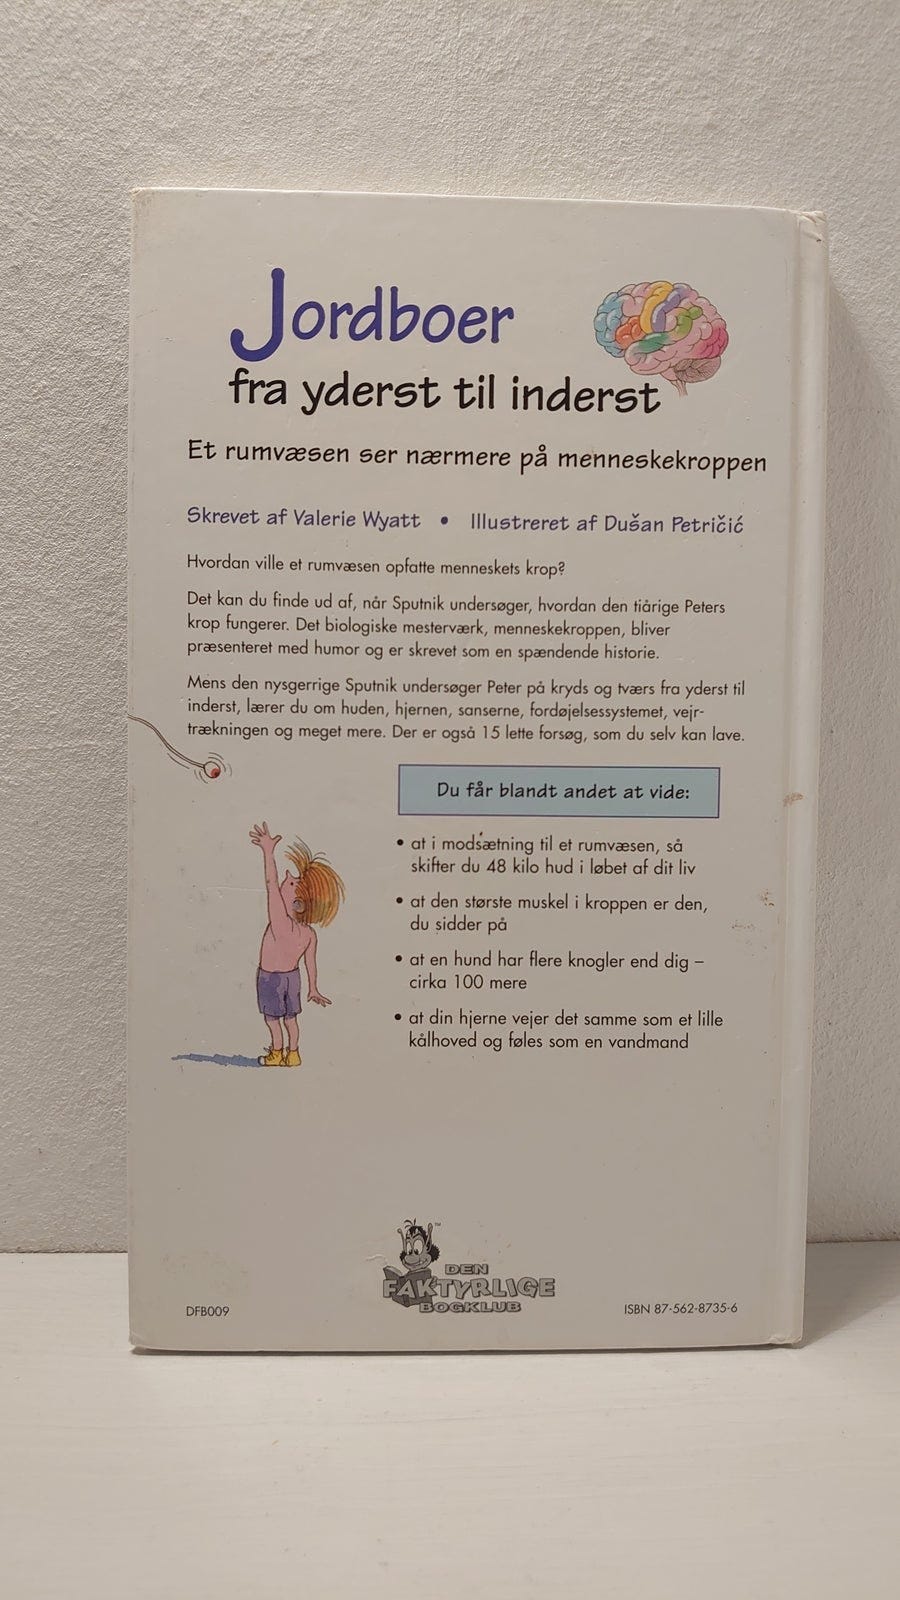 Jordboer
fra yderst til inderst
Et rumvæsen ser nærmere på menneskekroppen
Skrevet af Valerie Wyatt • Illustreret af Dušan Petričić
Hvordan ville et rumvæsen opfatte menneskets krop?
Det kan du finde ud af, når Sputnik undersøger, hvordan den tiårige Peters
krop fungerer. Det biologiske mesterværk, menneskekroppen, bliver
præsenteret med humor og er skrevet som en spændende historie.
Mens den nysgerrige Sputnik undersøger Peter på kryds og tværs fra yderst til
inderst, lærer du om huden, hjernen, sanserne, fordøjelsessystemet, vejr-
trækningen og meget mere. Der er også 15 lette forsøg, som du selv kan lave.
Du får blandt andet at vide:
• at i modsætning til et rumvæsen, så
skifter du 48 kilo hud i løbet af dit liv
• at den største muskel i kroppen er den,
du sidder på
• at en hund har flere knogler end dig –
cirka 100 mere
• at din hjerne vejer det samme som et lille
kålhoved og føles som en vandmand
™
DEN
FAKTYRLIGE
BOGKLUB
DFB009
ISBN 87-562-8735-6